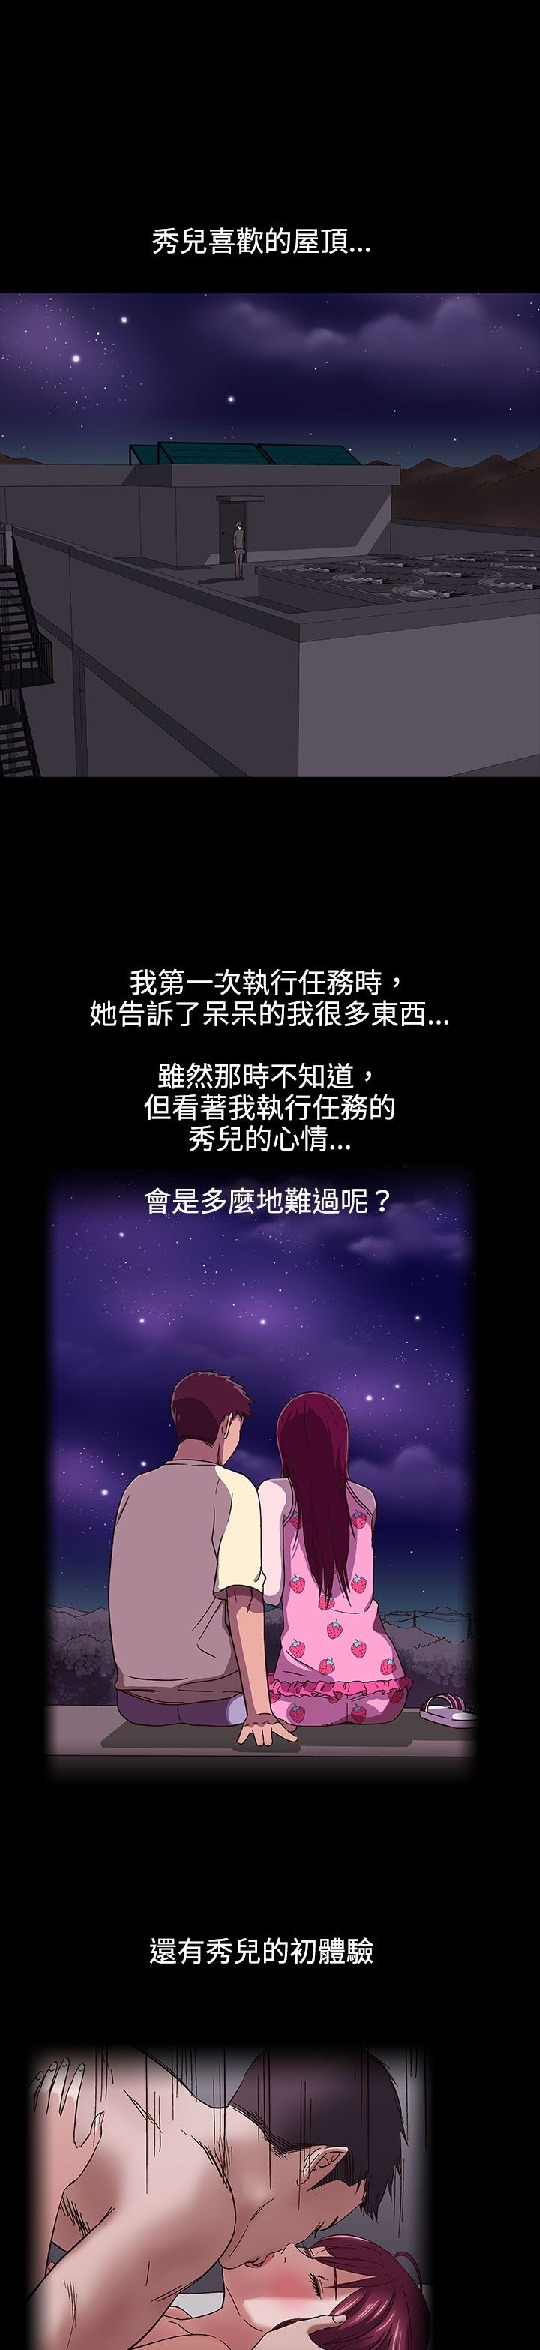 秀兒喜歡的屋頂...
我第一次執行任務時，
她告訴了呆呆的我很多東西...
雖然那時不知道，
但看著我執行任務的
秀兒的心情...
會是多麼地難過呢？
還有秀兒的初體驗